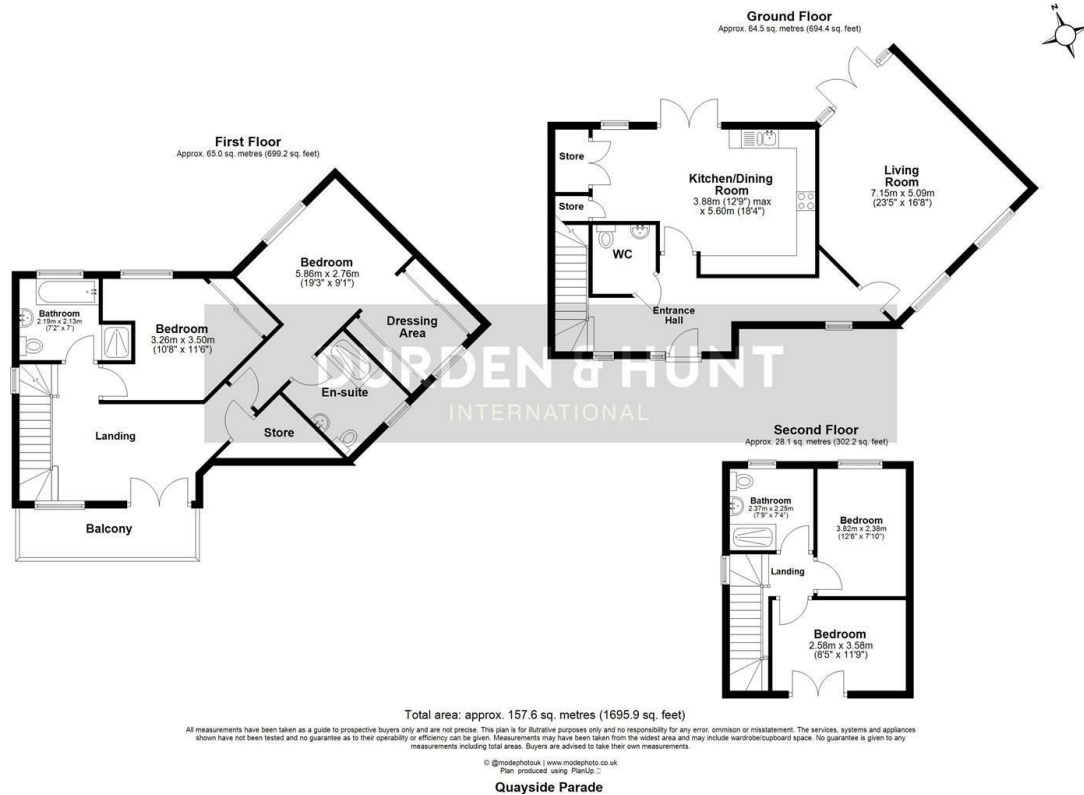 Ground Floor
Approx. 64.5 sq. metres (694.4 sq. feet)
N
Store
Store
Kitchen/Dining
Room
3.88m (12'9") max
x 5.60m (18'4")
Living
Room
7.15m x 5.09m
(23'5" x 16'8")
WC
Entrance
Hall
First Floor
Approx. 65.0 sq. metres (699.2 sq. feet)
Bedroom
5.86m x 2.76m
(19'3" x 9'1")
Bathroom
2.19m x 2.13m
(7'2" x 7')
Bedroom
3.26m x 3.50m
(10'8" x 11'6")
Dressing
Area
En-suite
Landing
Store
Balcony
DURDEN & HUNT
INTERNATIONAL
Second Floor
Approx. 28.1 sq. metres (302.2 sq. feet)
Bathroom
2.37m x 2.25m
(7'9" x 7'4")
Bedroom
3.82m x 2.38m
(12'6" x 7'10")
Landing
Bedroom
2.58m x 3.58m
(8'5" x 11'9")
Total area: approx. 157.6 sq. metres (1695.9 sq. feet)
All measurements have been taken as a guide to prospective buyers only and are not precise. This plan is for illutrative purposes only and no responsibility for any error, ommison or misstatement. The services, systems and appliances
shown have not been tested and no guarantee as to their operability or efficiency can be given. Measurements may have been taken from the widest area and may include wardrobe/cupboard space. No guarantee is given to any
measurements including total areas. Buyers are advised to take their own measurements.
© @modephotouk | www.modephoto.co.uk
Plan produced using PlanUp.
Quayside Parade